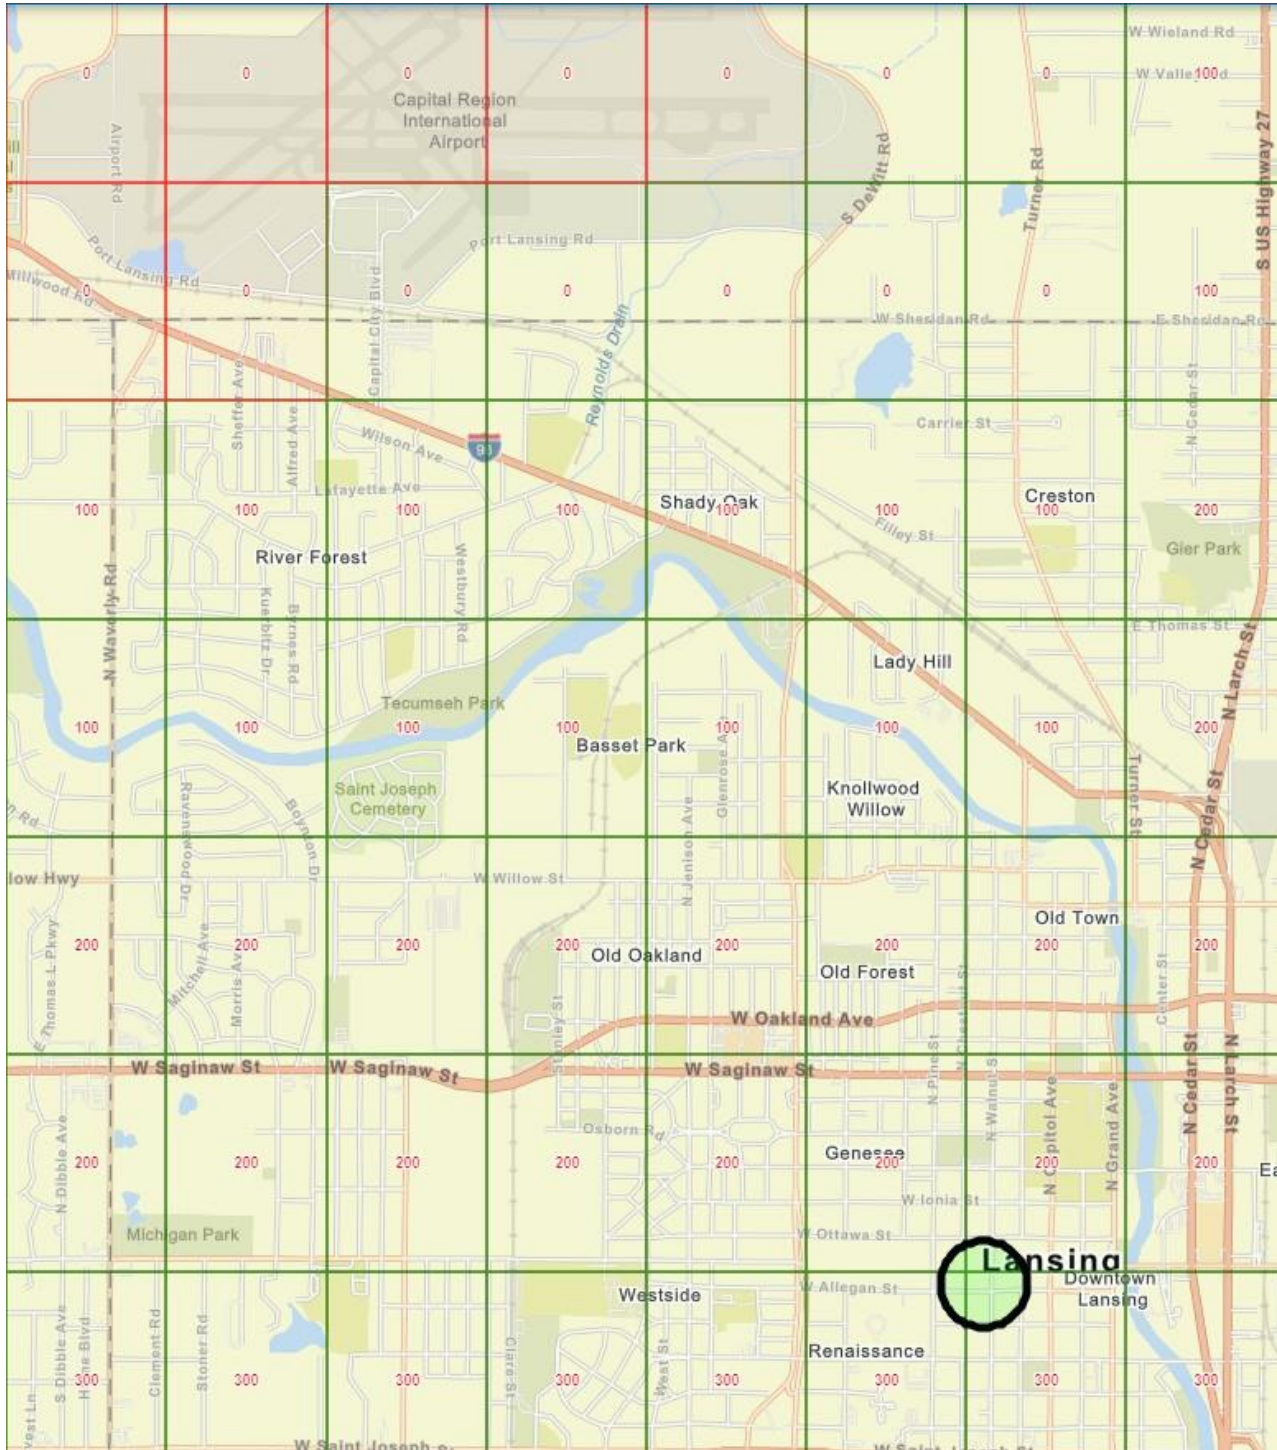 W Wieland Rd
0 0 0 0 0 0 0 100
Capital Region
International
Airport
Airport Rd
S DeWitt Rd
Turner Rd
S US Highway 27
Port Lansing Rd
Port Lansing Rd
Millwood Rd
0 0 0 0 0 0 0 100
Capital City Blvd
Reynolds Drain
W Sheridan Rd
E Sheridan Rd
Sheffer Ave
Alfred Ave
N Cedar St
Carrier St
Wilson Ave
Lafayette Ave
Shady Oak
Creston
100 100 100 100 100 100 100 200
Filley St
Gier Park
River Forest
Westbury Rd
N Waverly Rd
Kuerbitz Dr
Byrnes Rd
E Thomas St
N Larch St
Lady Hill
Tecumseh Park
100 100 100 100 100 100 100 200
Basset Park
Saint Joseph
Cemetery
Knollwood
Willow
Ravenswood Dr
Boynton Dr
N Jenison Ave
Turner St
N Cedar St
low Hwy
W Willow St
Old Town
E Thomas L Pkwy
Mitchell Ave
Morris Ave
200 200 200 200 200 200 200 200
Old Oakland
Old Forest
N Chestnut St
Center St
Stanley St
W Oakland Ave
W Saginaw St
W Saginaw St
W Saginaw St
N Pine St
N Walnut St
N Cedar St
N Larch St
N Dibble Ave
Osborn Rd
N Capitol Ave
N Grand Ave
Genesee
200 200 200 200 200 200 200 200
W Ionia St
Michigan Park
W Ottawa St
Lansing
Downtown
Lansing
W Allegan St
Westside
S Dibble Ave
Clement Rd
Stoner Rd
Clare St
West St
Renaissance
300 300 300 300 300 300 300 300
W Saint Joseph St